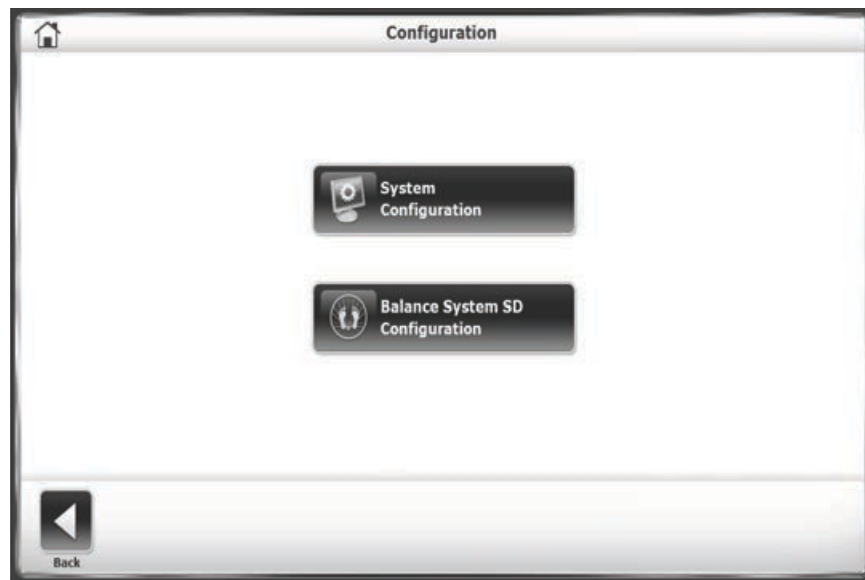 Configuration
System
Configuration
Balance System SD
Configuration
Back